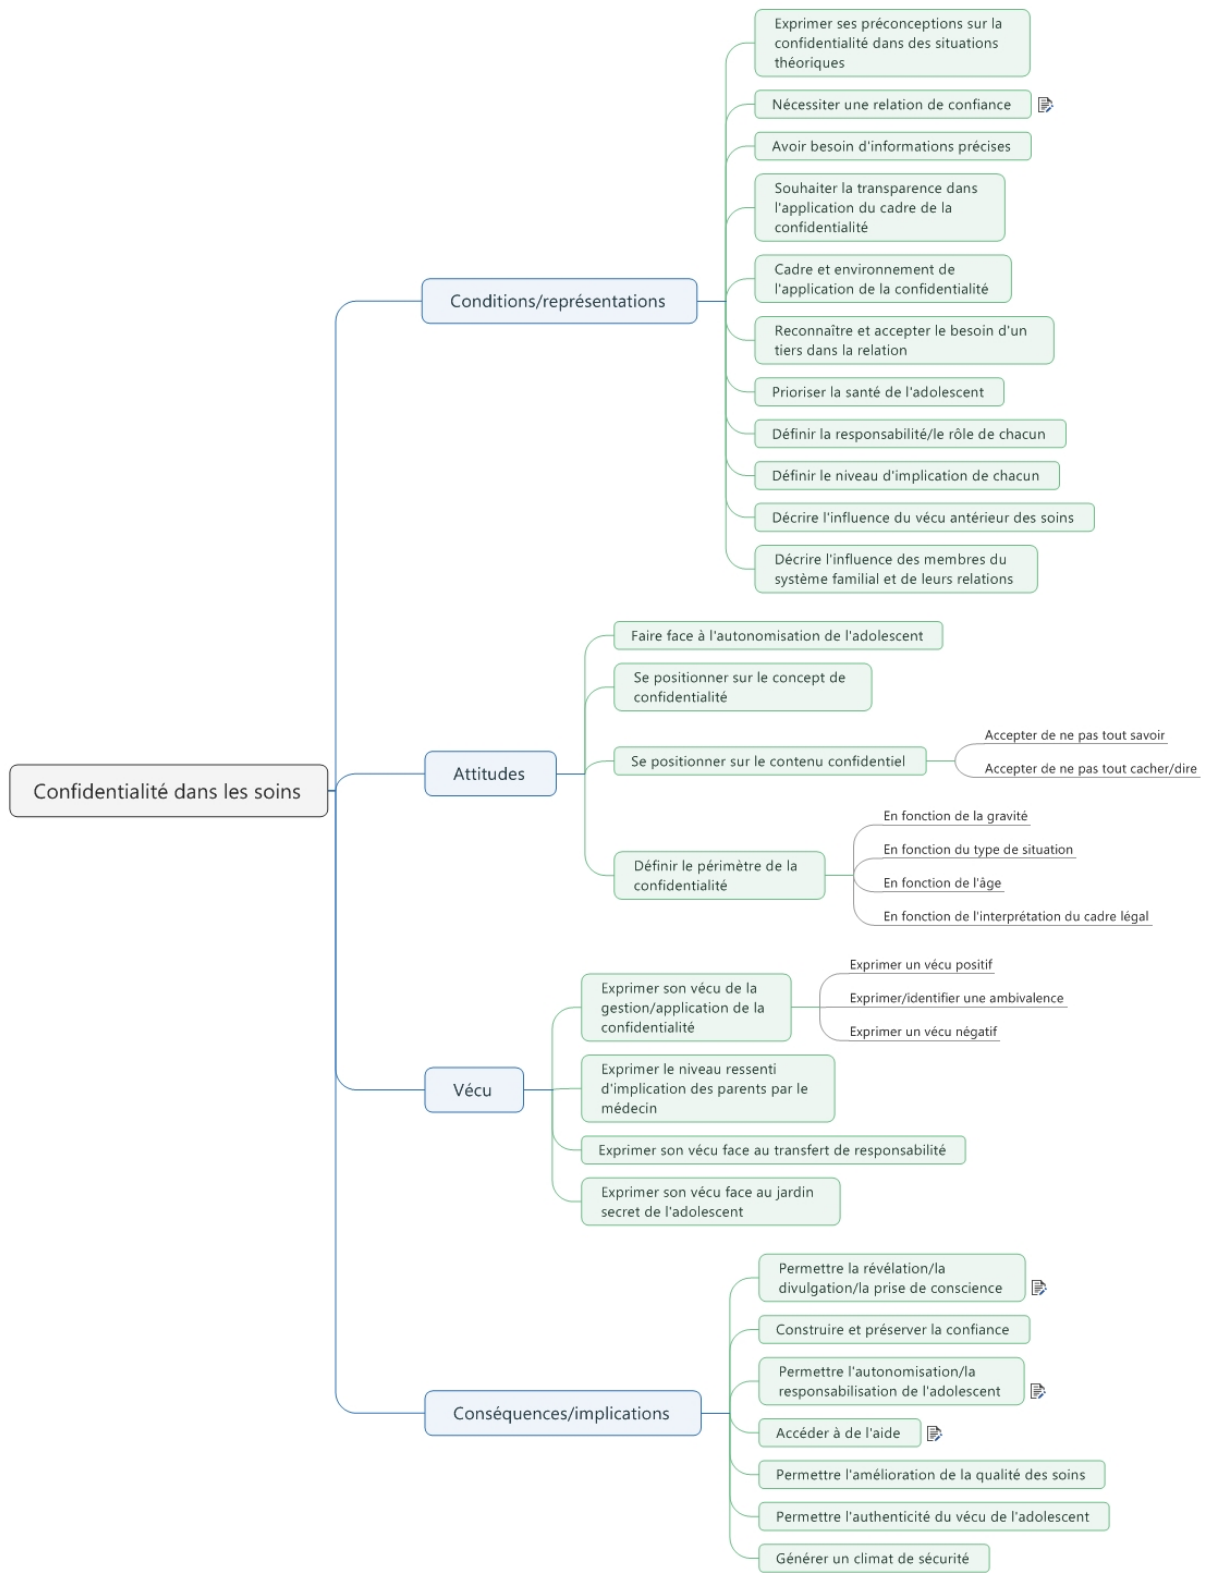 Exprimer ses préconceptions sur la
confidentialité dans des situations
théoriques
Nécessiter une relation de confiance
Avoir besoin d'informations précises
Souhaiter la transparence dans
l'application du cadre de la
confidentialité
Cadre et environnement de
l'application de la confidentialité
Conditions/représentations
Reconnaître et accepter le besoin d'un
tiers dans la relation
Prioriser la santé de l'adolescent
Définir la responsabilité/le rôle de chacun
Définir le niveau d'implication de chacun
Décrire l'influence du vécu antérieur des soins
Décrire l'influence des membres du
système familial et de leurs relations
Faire face à l'autonomisation de l'adolescent
Se positionner sur le concept de
confidentialité
Accepter de ne pas tout savoir
Se positionner sur le contenu confidentiel
Accepter de ne pas tout cacher/dire
Attitudes
Confidentialité dans les soins
En fonction de la gravité
En fonction du type de situation
Définir le périmètre de la
confidentialité
En fonction de l'âge
En fonction de l'interprétation du cadre légal
Exprimer un vécu positif
Exprimer son vécu de la
gestion/application de la
confidentialité
Exprimer/identifier une ambivalence
Exprimer un vécu négatif
Exprimer le niveau ressenti
d'implication des parents par le
médecin
Vécu
Exprimer son vécu face au transfert de responsabilité
Exprimer son vécu face au jardin
secret de l'adolescent
Permettre la révélation/la
divulgation/la prise de conscience
Construire et préserver la confiance
Permettre l'autonomisation/la
responsabilisation de l'adolescent
Conséquences/implications
Accéder à de l'aide
Permettre l'amélioration de la qualité des soins
Permettre l'authenticité du vécu de l'adolescent
Générer un climat de sécurité